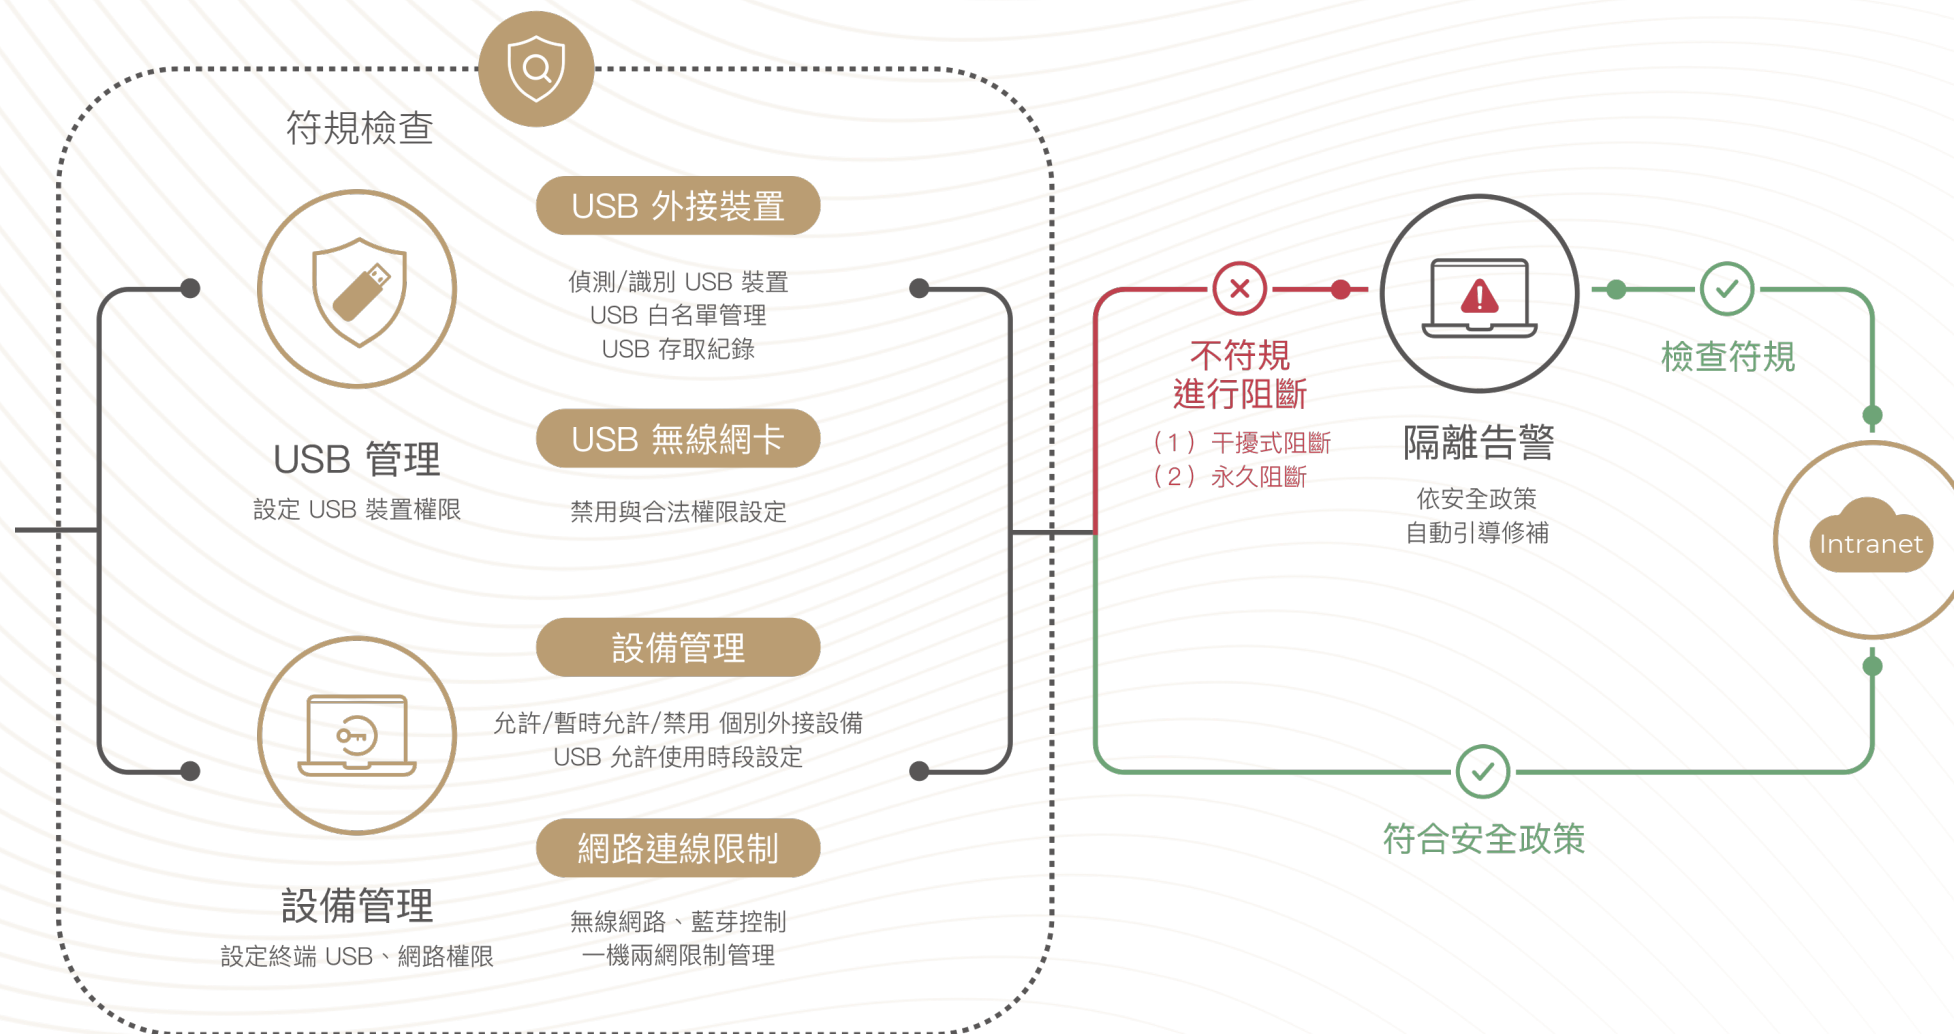 符規檢查
USB 管理
設定 USB 裝置權限
USB 外接裝置
偵測/識別 USB 裝置
USB 白名單管理
USB 存取紀錄
USB 無線網卡
禁用與合法權限設定
設備管理
設定終端 USB、網路權限
設備管理
允許/暫時允許/禁用 個別外接設備
USB 允許使用時段設定
網路連線限制
無線網路、藍芽控制
一機兩網限制管理
不符規
進行阻斷
（1）干擾式阻斷
（2）永久阻斷
隔離告警
依安全政策
自動引導修補
檢查符規
Intranet
符合安全政策